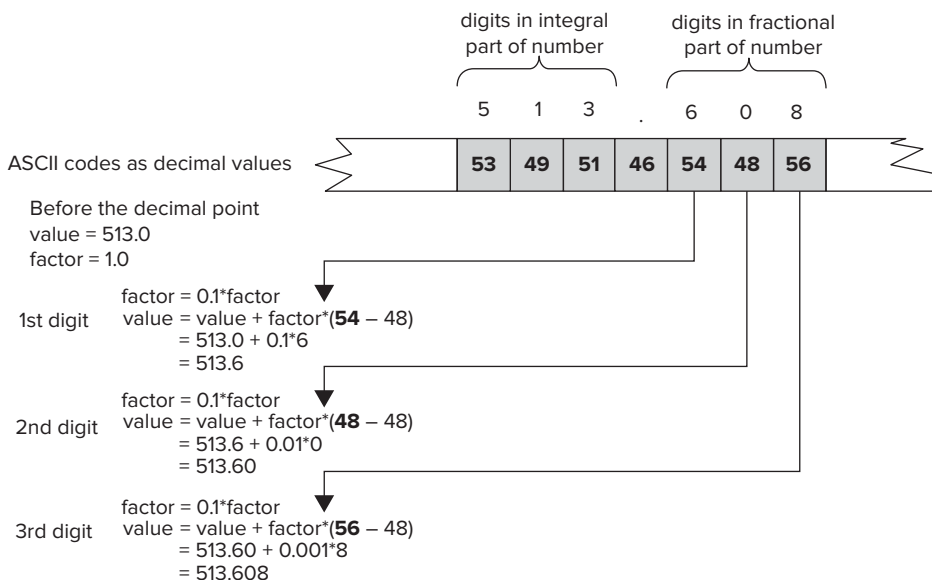 digits in integral
part of number
digits in fractional
part of number
5 1 3 . 6 0 8
ASCII codes as decimal values
53 49 51 46 54 48 56
Before the decimal point
value = 513.0
factor = 1.0
1st digit
factor = 0.1*factor
value = value + factor*(54 – 48)
= 513.0 + 0.1*6
= 513.6
2nd digit
factor = 0.1*factor
value = value + factor*(48 – 48)
= 513.6 + 0.01*0
= 513.60
3rd digit
factor = 0.1*factor
value = value + factor*(56 – 48)
= 513.60 + 0.001*8
= 513.608